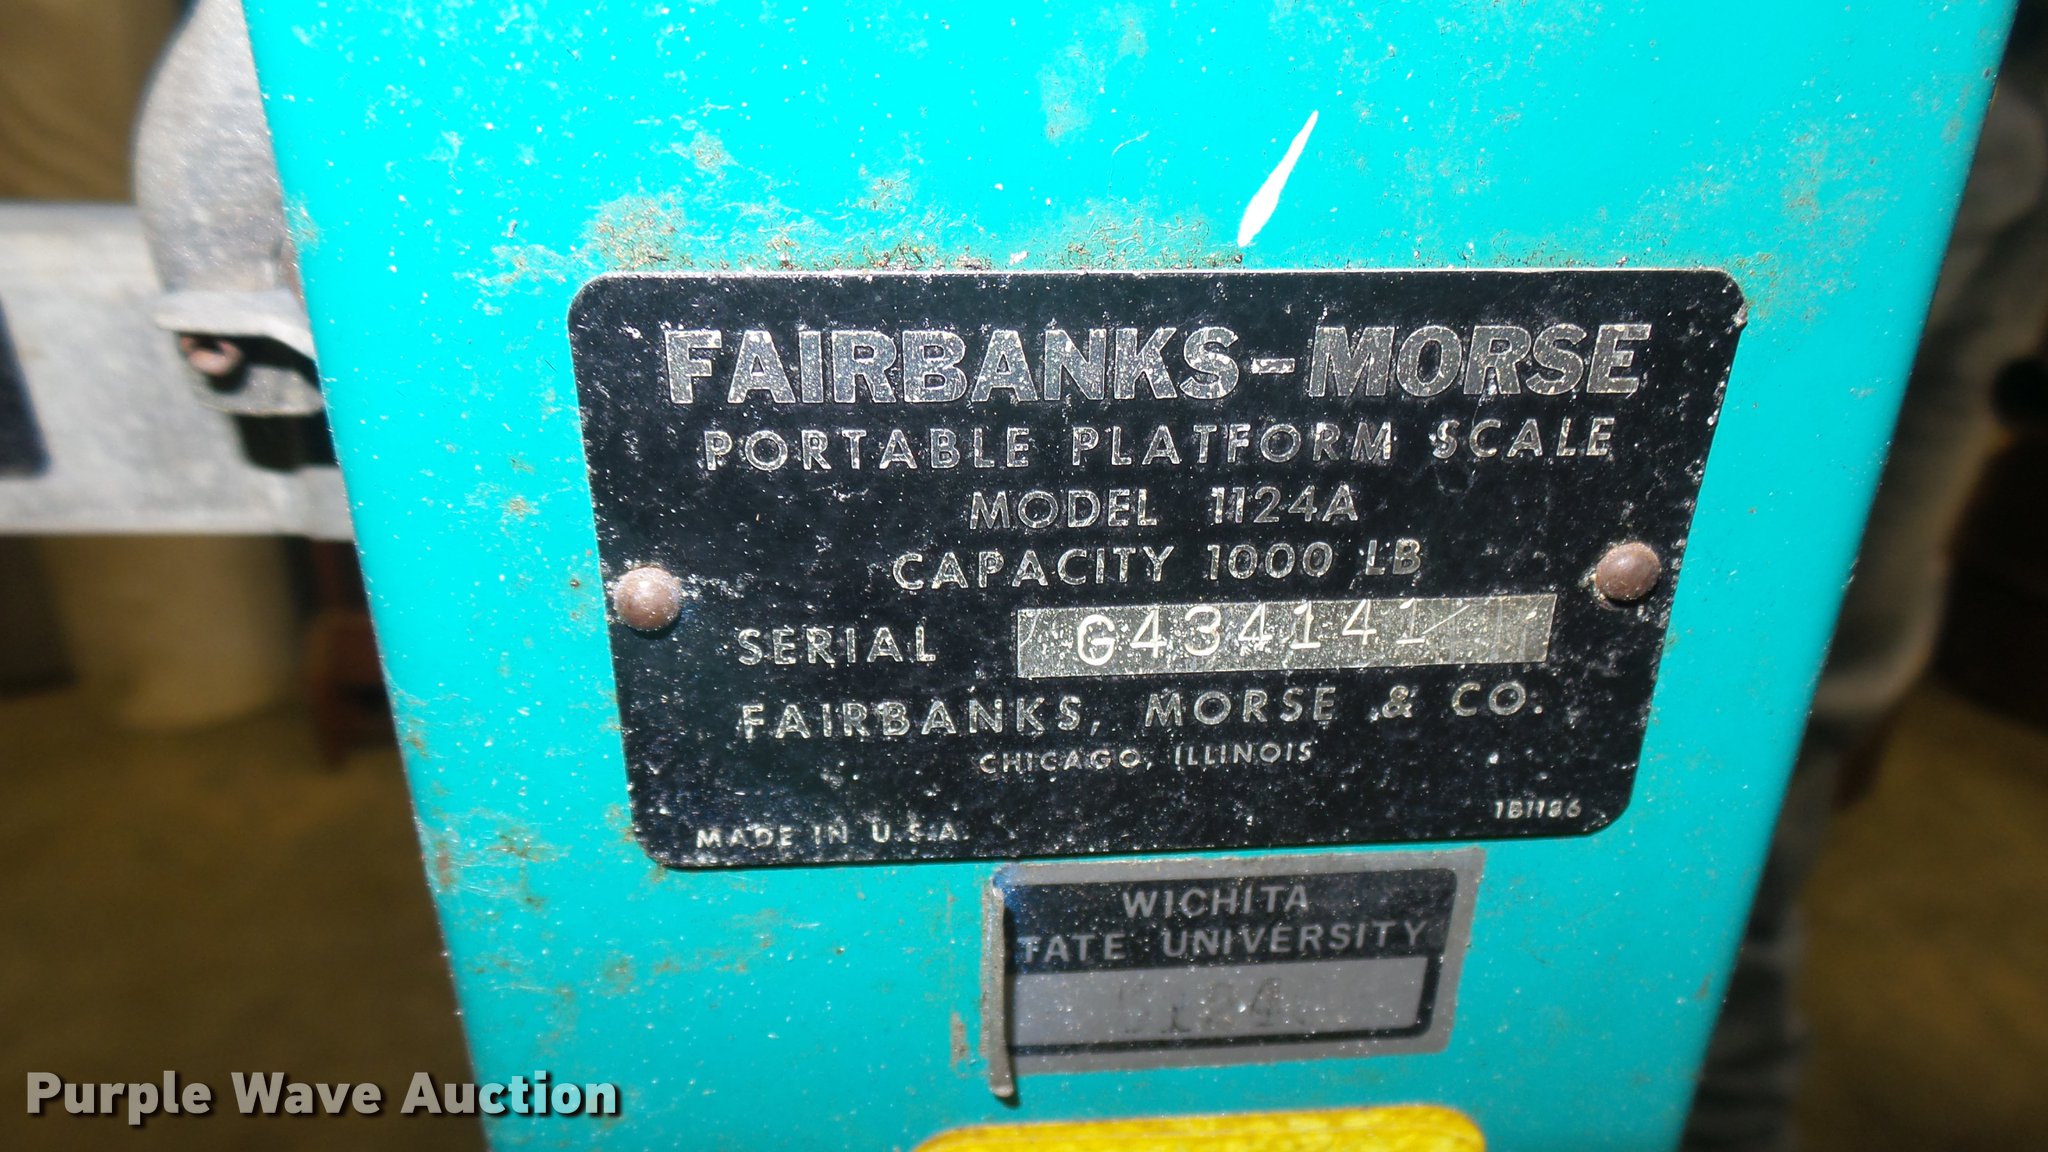 FAIRBANKS-MORSE
PORTABLE PLATFORM SCALE
MODEL 1124A
CAPACITY 1000 LB
SERIAL G434141
FAIRBANKS, MORSE & CO.
CHICAGO, ILLINOIS
MADE IN U.S.A.
1B1186
WICHITA
TATE UNIVERSITY
Purple Wave Auction